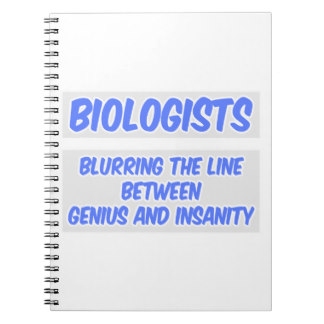 BIOLOGISTS
BLURRING THE LINE
BETWEEN
GENIUS AND INSANITY